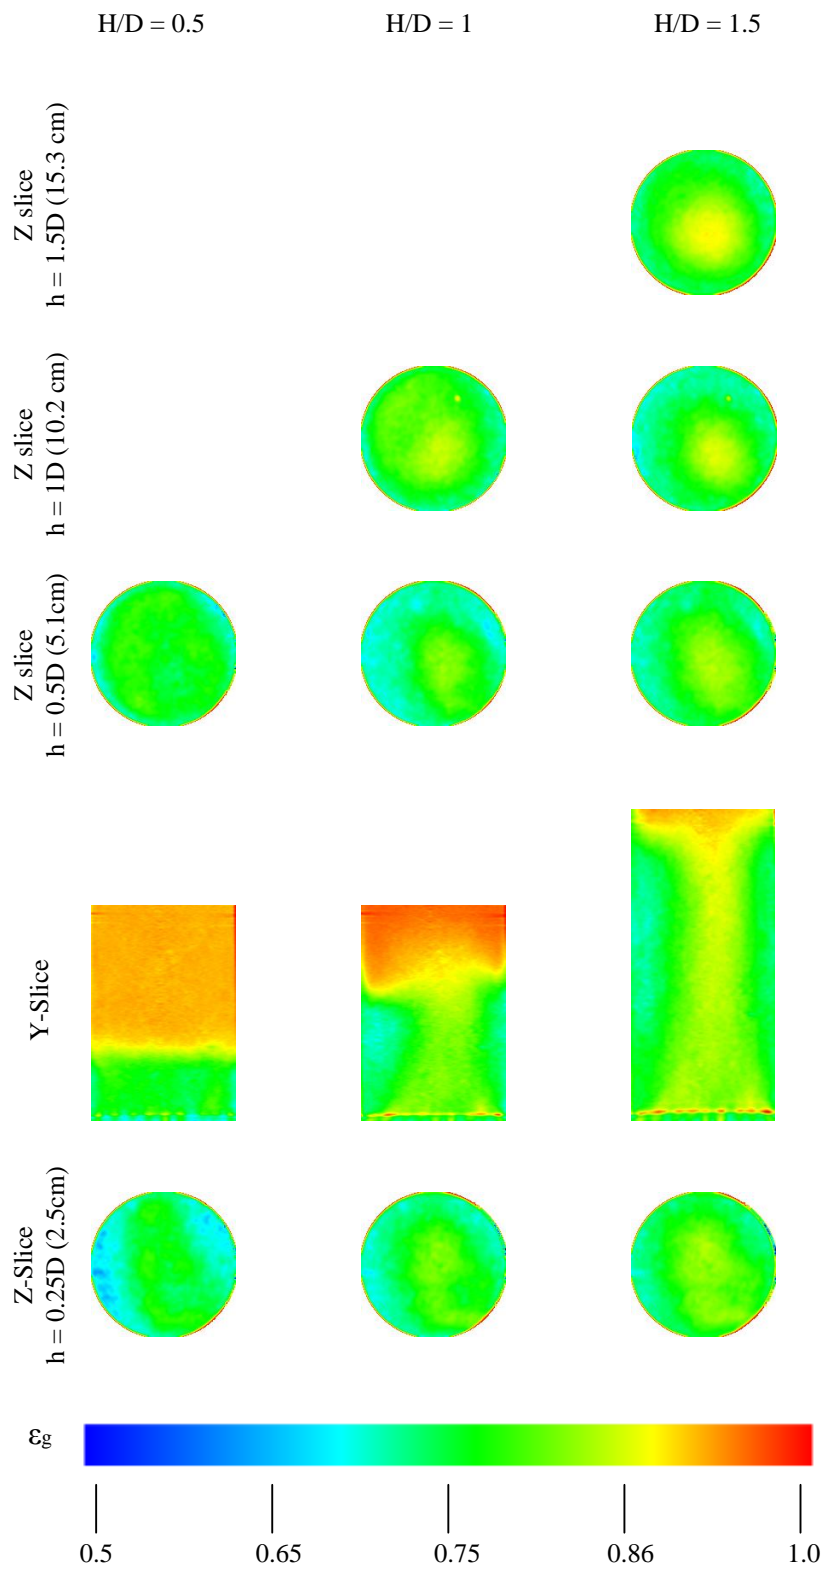 H/D = 0.5 H/D = 1 H/D = 1.5
Z slice
h = 1.5D (15.3 cm)
Z slice
h = 1D (10.2 cm)
Z slice
h = 0.5D (5.1cm)
Y-Slice
Z-Slice
h = 0.25D (2.5cm)
εg
0.5 0.65 0.75 0.86 1.0